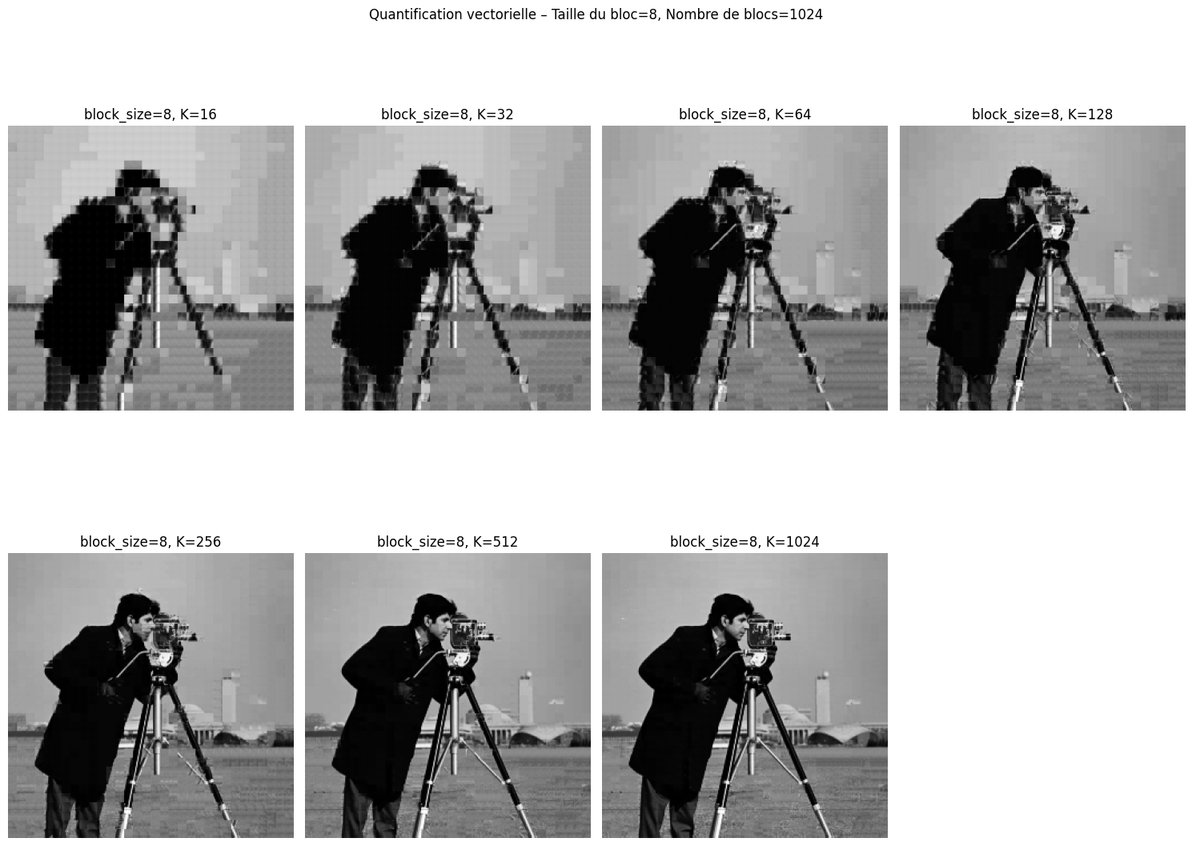 Quantification vectorielle – Taille du bloc=8, Nombre de blocs=1024
block_size=8, K=16
block_size=8, K=32
block_size=8, K=64
block_size=8, K=128
block_size=8, K=256
block_size=8, K=512
block_size=8, K=1024